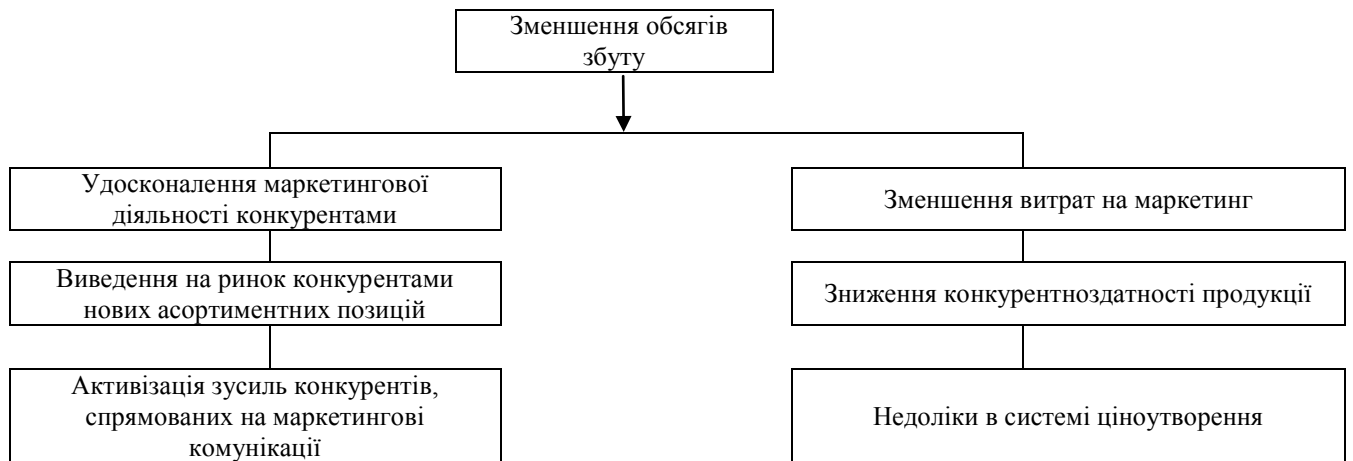 Зменшення обсягів
збуту
Удосконалення маркетингової
діяльності конкурентами
Зменшення витрат на маркетинг
Виведення на ринок конкурентами
нових асортиментних позицій
Зниження конкурентноздатності продукції
Активізація зусиль конкурентів,
спрямованих на маркетингові
комунікації
Недоліки в системі ціноутворення